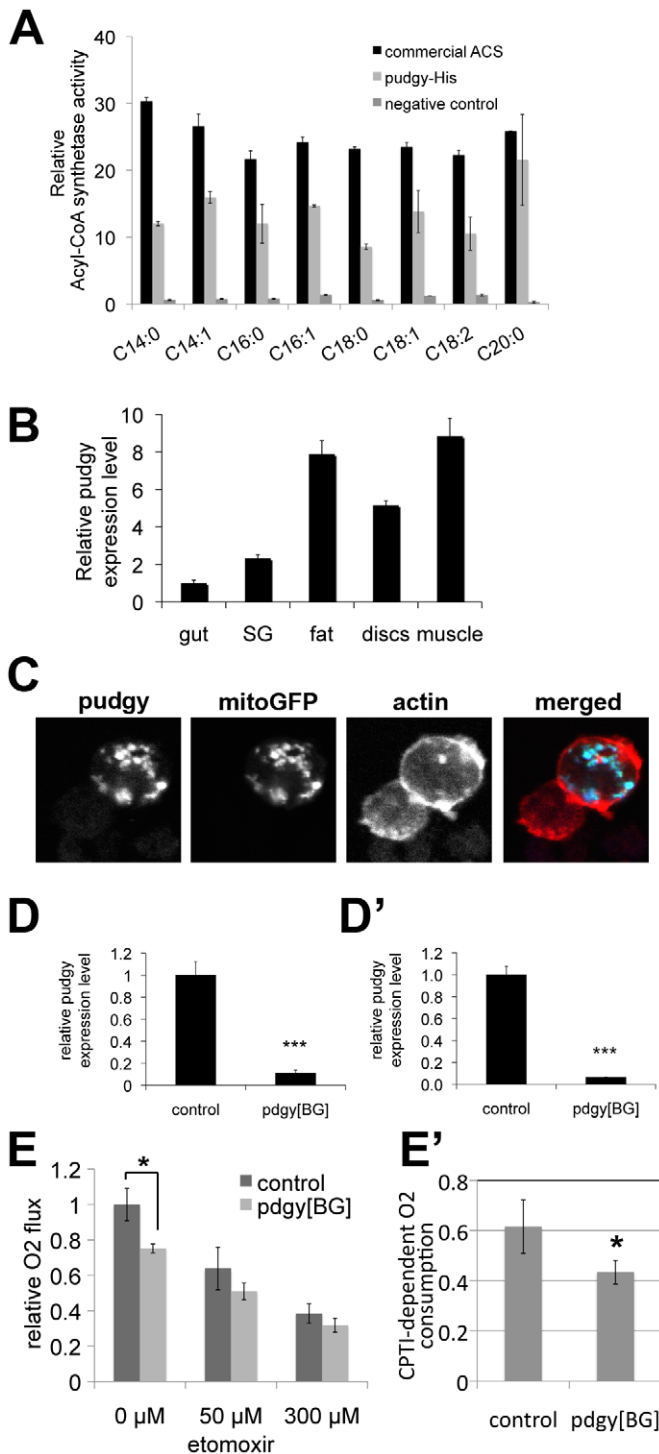 A
Relative
Acyl-CoA synthetase activity
40
30
20
10
0
commercial ACS
pudgy-His
negative control
C14:0
C14:1
C16:0
C16:1
C18:0
C18:1
C18:2
C20:0
B
Relative pudgy
expression level
10
8
6
4
2
0
gut
SG
fat
discs
muscle
C
pudgy
mitoGFP
actin
merged
D
relative pudgy
expression level
1.2
1
0.8
0.6
0.4
0.2
0
***
control
pdgy[BG]
D'
relative pudgy
expression level
1.2
1.0
0.8
0.6
0.4
0.2
0.0
***
control
pdgy[BG]
E
relative O2 flux
1.2
1
0.8
0.6
0.4
0.2
0
*
control
pdgy[BG]
0 µM
50 µM
300 µM
etomoxir
E'
CPTI-dependent O2
consumption
0.8
0.6
0.4
0.2
0
*
control
pdgy[BG]